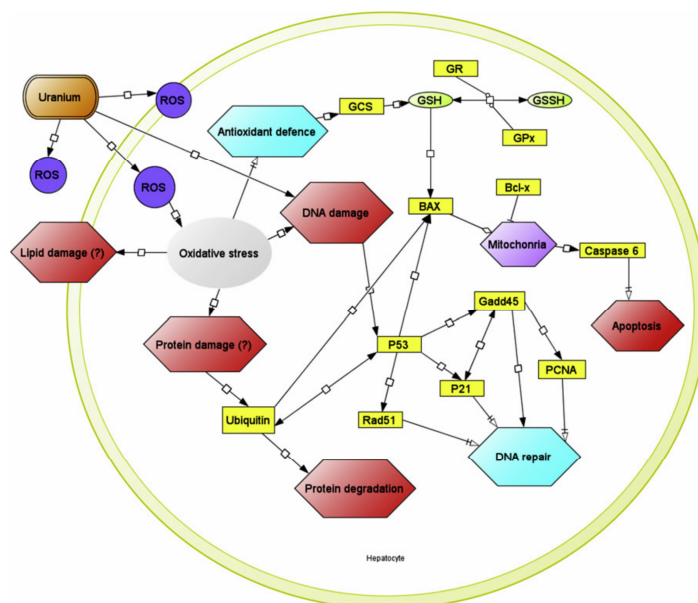 GR
Uranium
ROS
GCS
GSH
GSSH
Antioxidant defence
GPx
ROS
ROS
Bcl-x
DNA damage
BAX
Lipid damage (?)
Oxidative stress
Mitochonria
Caspase 6
Gadd45
Apoptosis
Protein damage (?)
P53
PCNA
P21
Ubiquitin
Rad51
DNA repair
Protein degradation
Hepatocyte